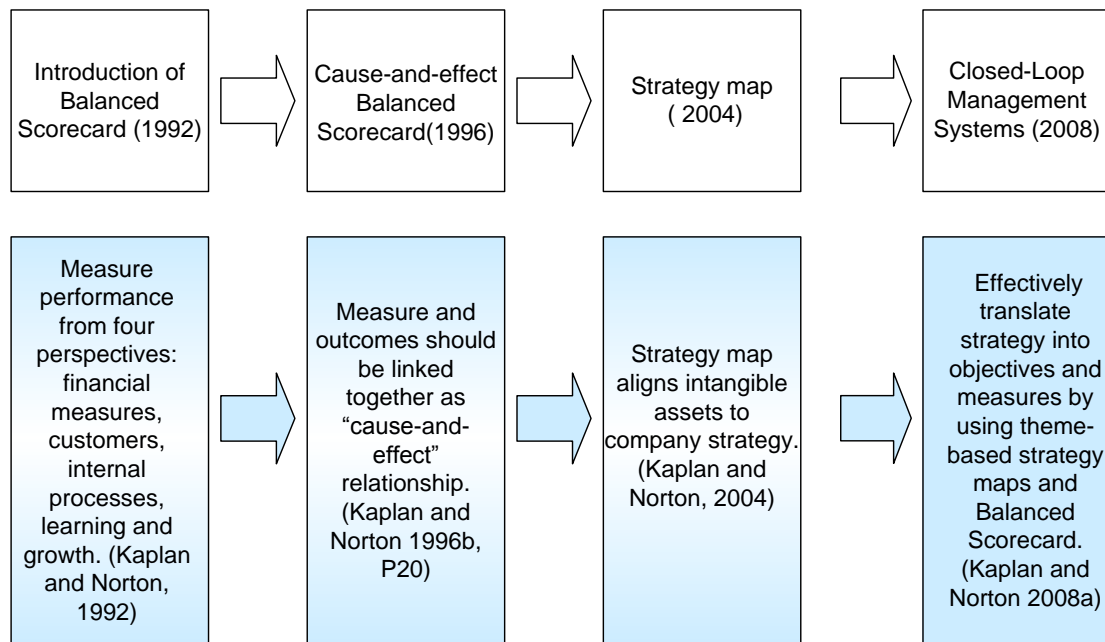 Introduction of
Balanced
Scorecard (1992)
Cause-and-effect
Balanced
Scorecard(1996)
Strategy map
( 2004)
Closed-Loop
Management
Systems (2008)
Measure
performance
from four
perspectives:
financial
measures,
customers,
internal
processes,
learning and
growth. (Kaplan
and Norton,
1992)
Measure and
outcomes should
be linked
together as
“cause-and-
effect” relationship.
(Kaplan and
Norton 1996b,
P20)
Strategy map
aligns intangible
assets to
company strategy.
(Kaplan and
Norton, 2004)
Effectively
translate
strategy into
objectives and
measures by
using theme-
based strategy
maps and
Balanced
Scorecard.
(Kaplan and
Norton 2008a)